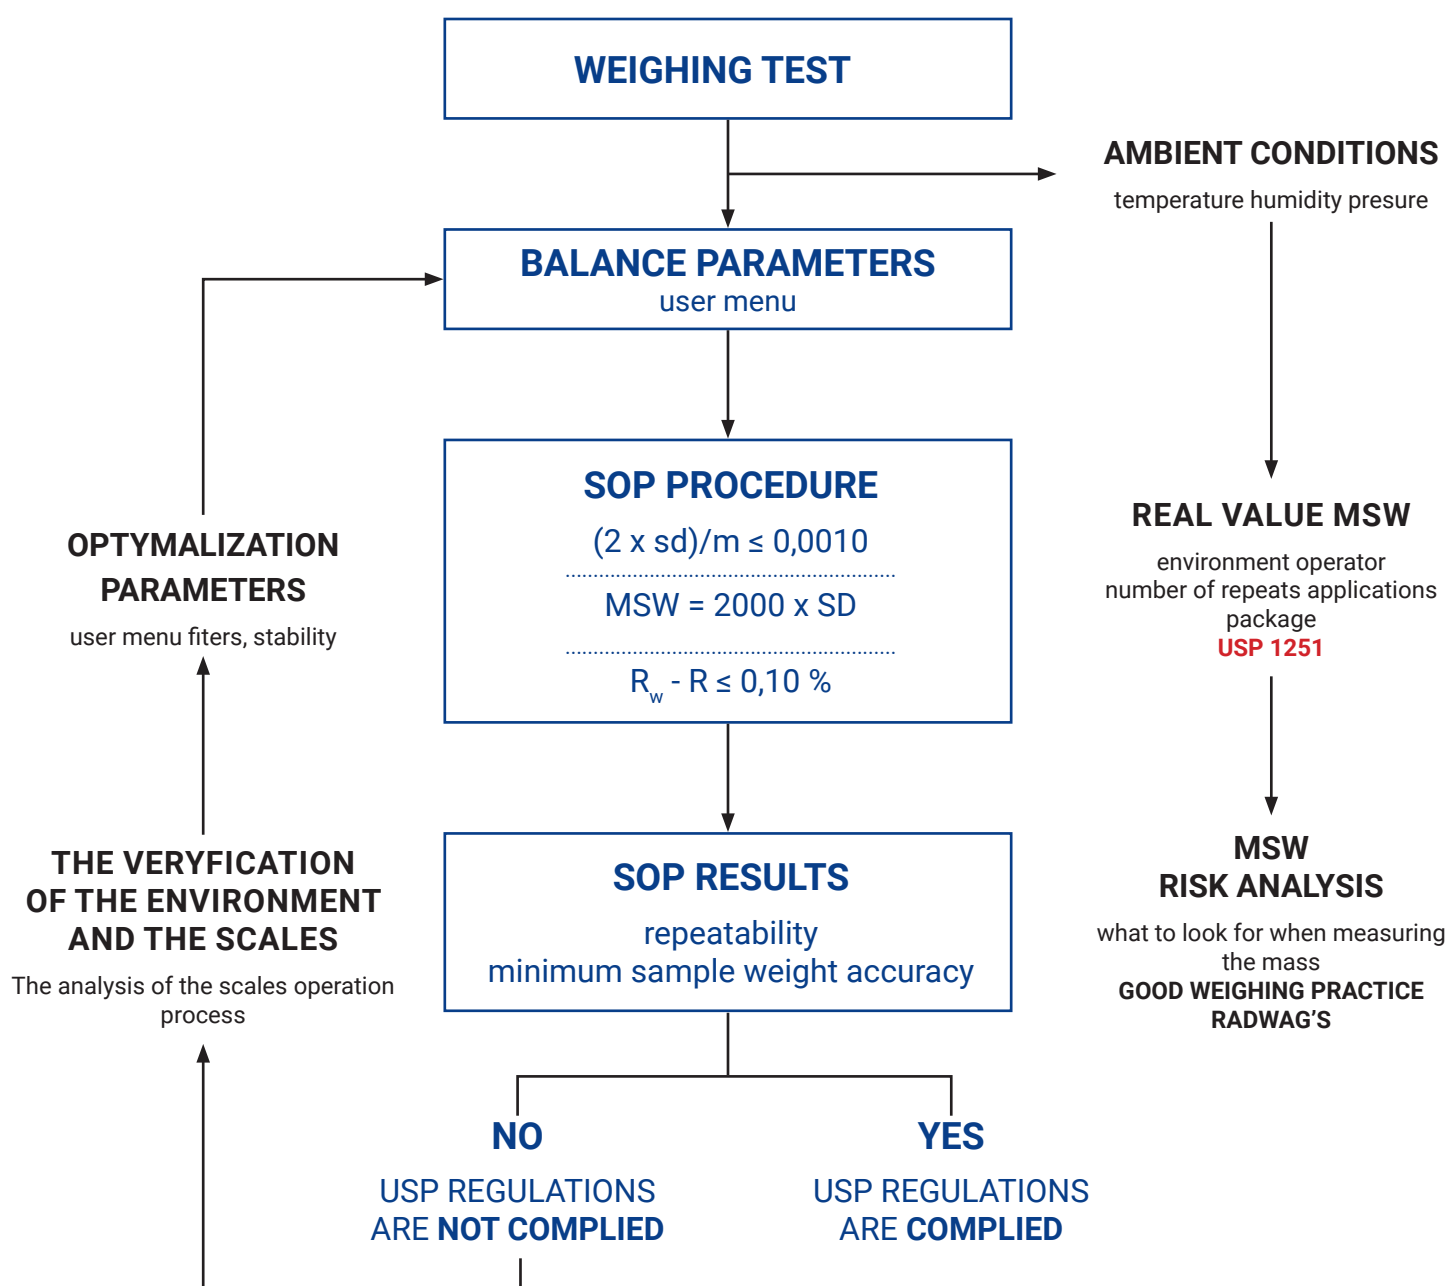 WEIGHING TEST
AMBIENT CONDITIONS
temperature humidity presure
BALANCE PARAMETERS
user menu
SOP PROCEDURE
(2 x sd)/m ≤ 0,0010
MSW = 2000 x SD
Rw - R ≤ 0,10 %
OPTYMALIZATION
PARAMETERS
user menu fiters, stability
REAL VALUE MSW
environment operator
number of repeats applications
package
USP 1251
THE VERYFICATION
OF THE ENVIRONMENT
AND THE SCALES
The analysis of the scales operation
process
SOP RESULTS
repeatability
minimum sample weight accuracy
MSW
RISK ANALYSIS
what to look for when measuring
the mass
GOOD WEIGHING PRACTICE
RADWAG’S
NO
USP REGULATIONS
ARE NOT COMPLIED
YES
USP REGULATIONS
ARE COMPLIED